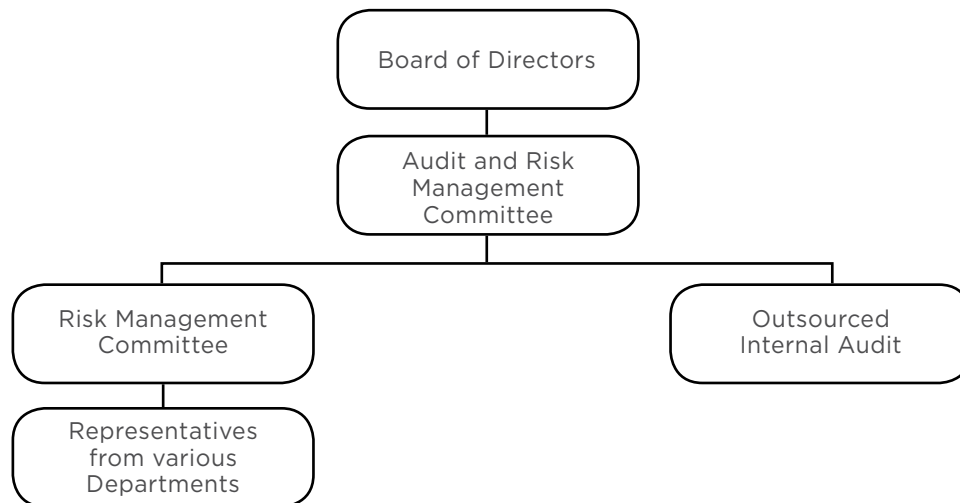 Board of Directors
Audit and Risk
Management
Committee
Risk Management
Committee
Outsourced
Internal Audit
Representatives
from various
Departments